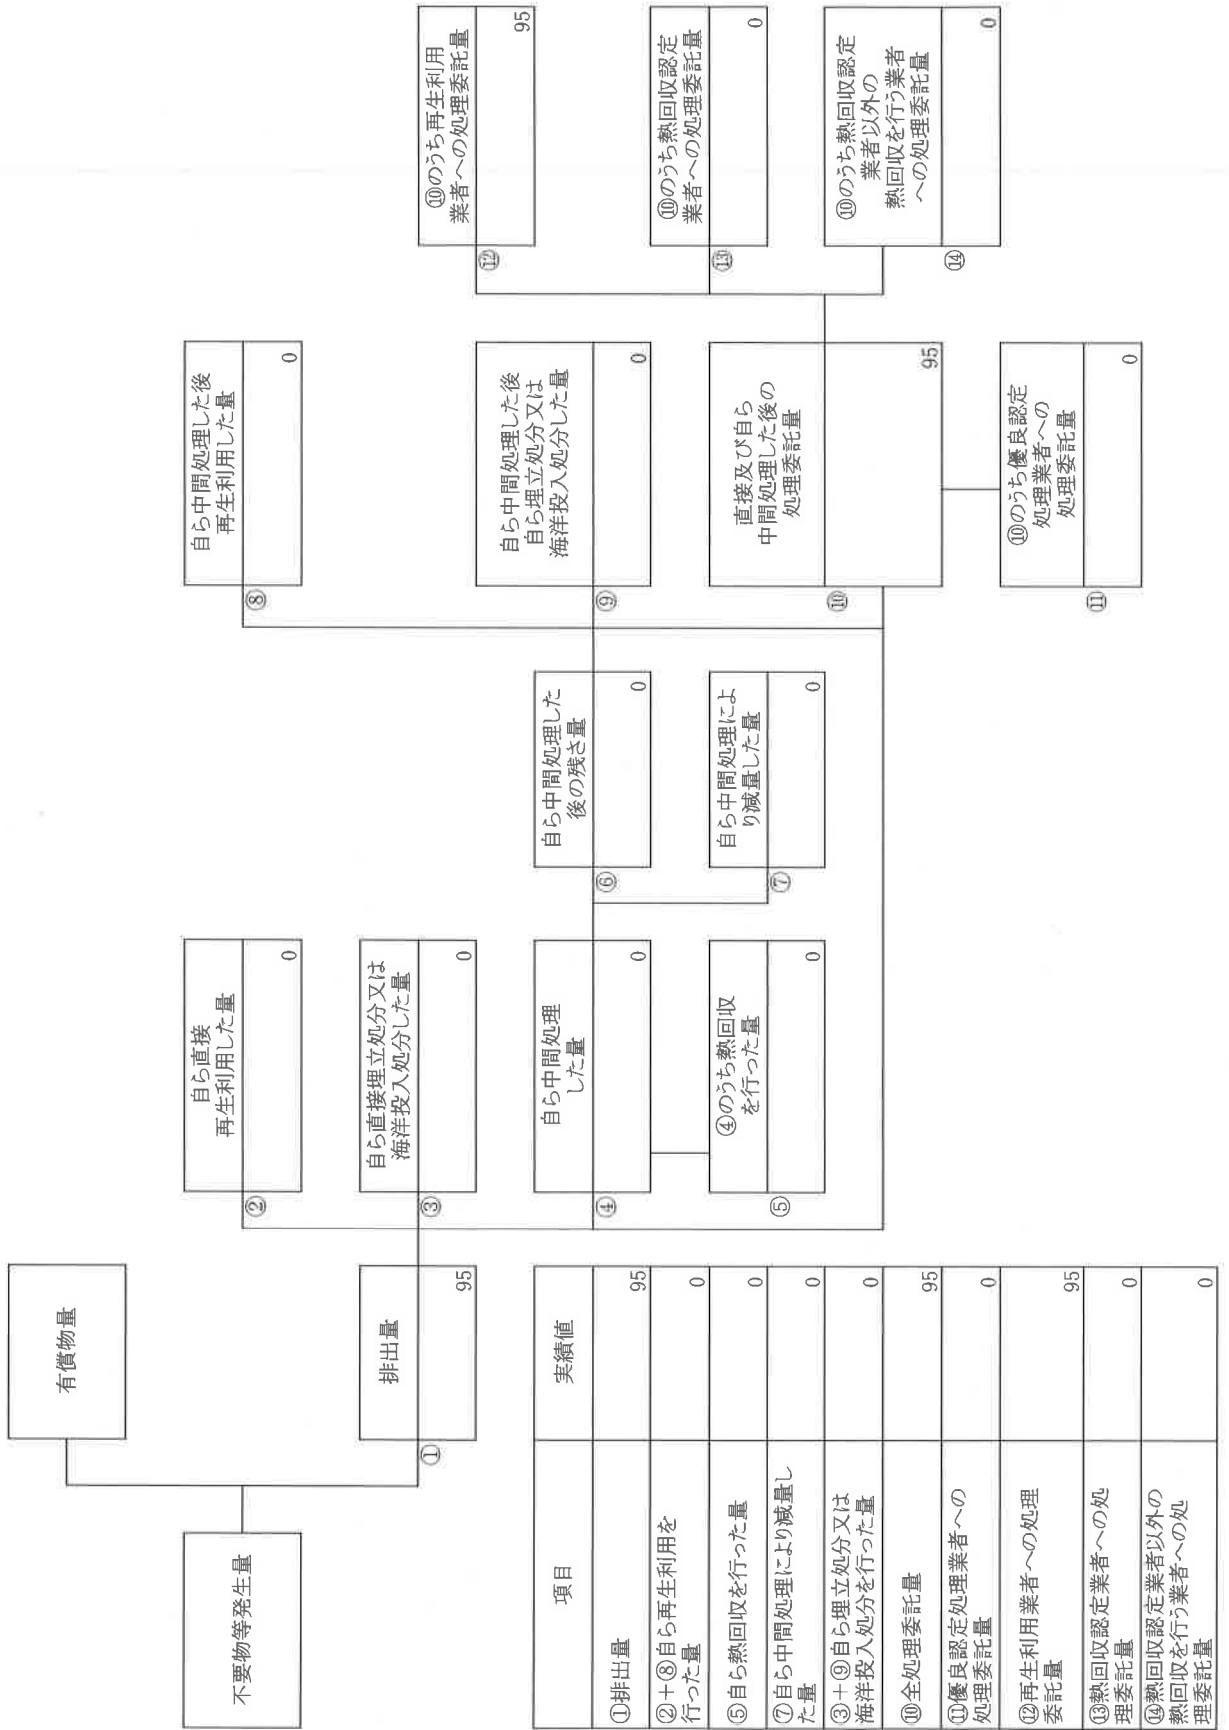 不要物等発生量
有償物量
①
排出量
95
②
自ら直接
再生利用した量
0
③
自ら直接埋立処分又は
海洋投入処分した量
0
④
自ら中間処理
した量
0
⑤
④のうち熱回収
を行った量
0
⑥
自ら中間処理した
後の残さ量
0
⑦
自ら中間処理によ
り減量した量
0
⑧
自ら中間処理した後
再生利用した量
0
⑨
自ら中間処理した後
自ら埋立処分又は
海洋投入処分した量
0
⑩
直接及び自ら
中間処理した後の
処理委託量
95
⑪
⑩のうち優良認定
処理業者への
処理委託量
0
⑫
⑩のうち再生利用
業者への処理委託量
95
⑬
⑩のうち熱回収認定
業者への処理委託量
0
⑭
⑩のうち熱回収認定
業者以外の
熱回収を行う業者
への処理委託量
0
項目 実績値
①排出量 95
②+⑧自ら再生利用を
行った量 0
⑤自ら熱回収を行った量 0
⑦自ら中間処理により減量し
た量 0
③+⑨自ら埋立処分又は
海洋投入処分を行った量 0
⑩全処理委託量 95
⑪優良認定処理業者への
処理委託量 0
⑫再生利用業者への処理
委託量 95
⑬熱回収認定業者への処
理委託量 0
⑭熱回収認定業者以外の
熱回収を行う業者への処
理委託量 0